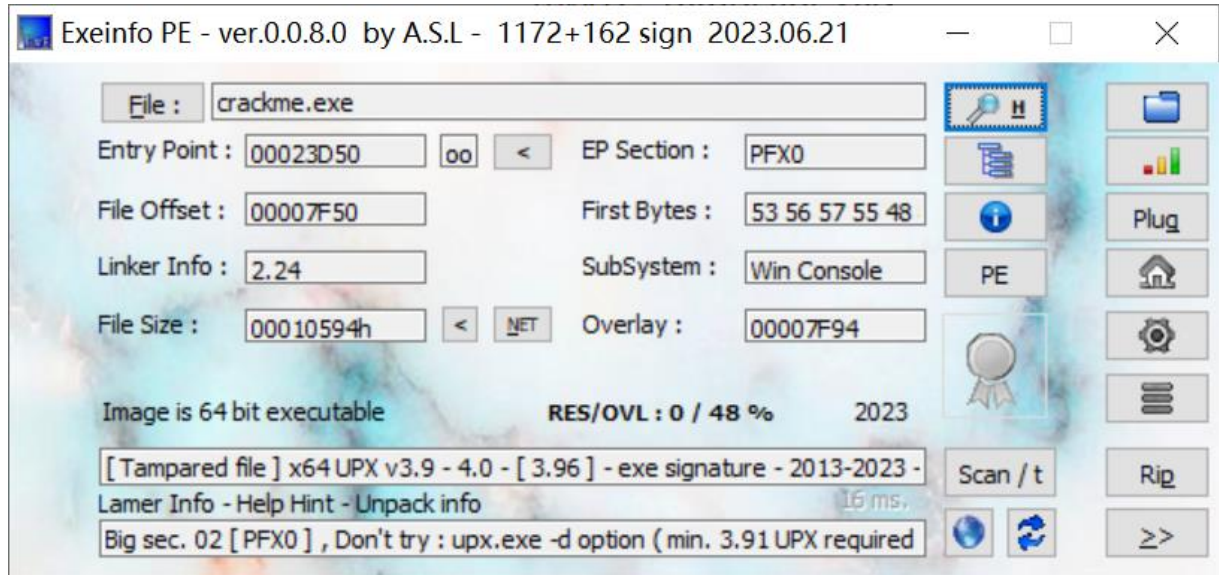 Exeinfo PE - ver.0.0.8.0 by A.S.L - 1172+162 sign 2023.06.21
File : crackme.exe H
Entry Point : 00023D50 oo < EP Section : PFX0
File Offset : 00007F50 First Bytes : 53 56 57 55 48 Plug
Linker Info : 2.24 SubSystem : Win Console PE
File Size : 00010594h < NET Overlay : 00007F94
Image is 64 bit executable RES/OVL : 0 / 48 % 2023
[ Tampared file ] x64 UPX v3.9 - 4.0 - [ 3.96 ] - exe signature - 2013-2023 - Scan / t Rip
Lamer Info - Help Hint - Unpack info 16 ms.
Big sec. 02 [ PFX0 ] , Don't try : upx.exe -d option ( min. 3.91 UPX required >>